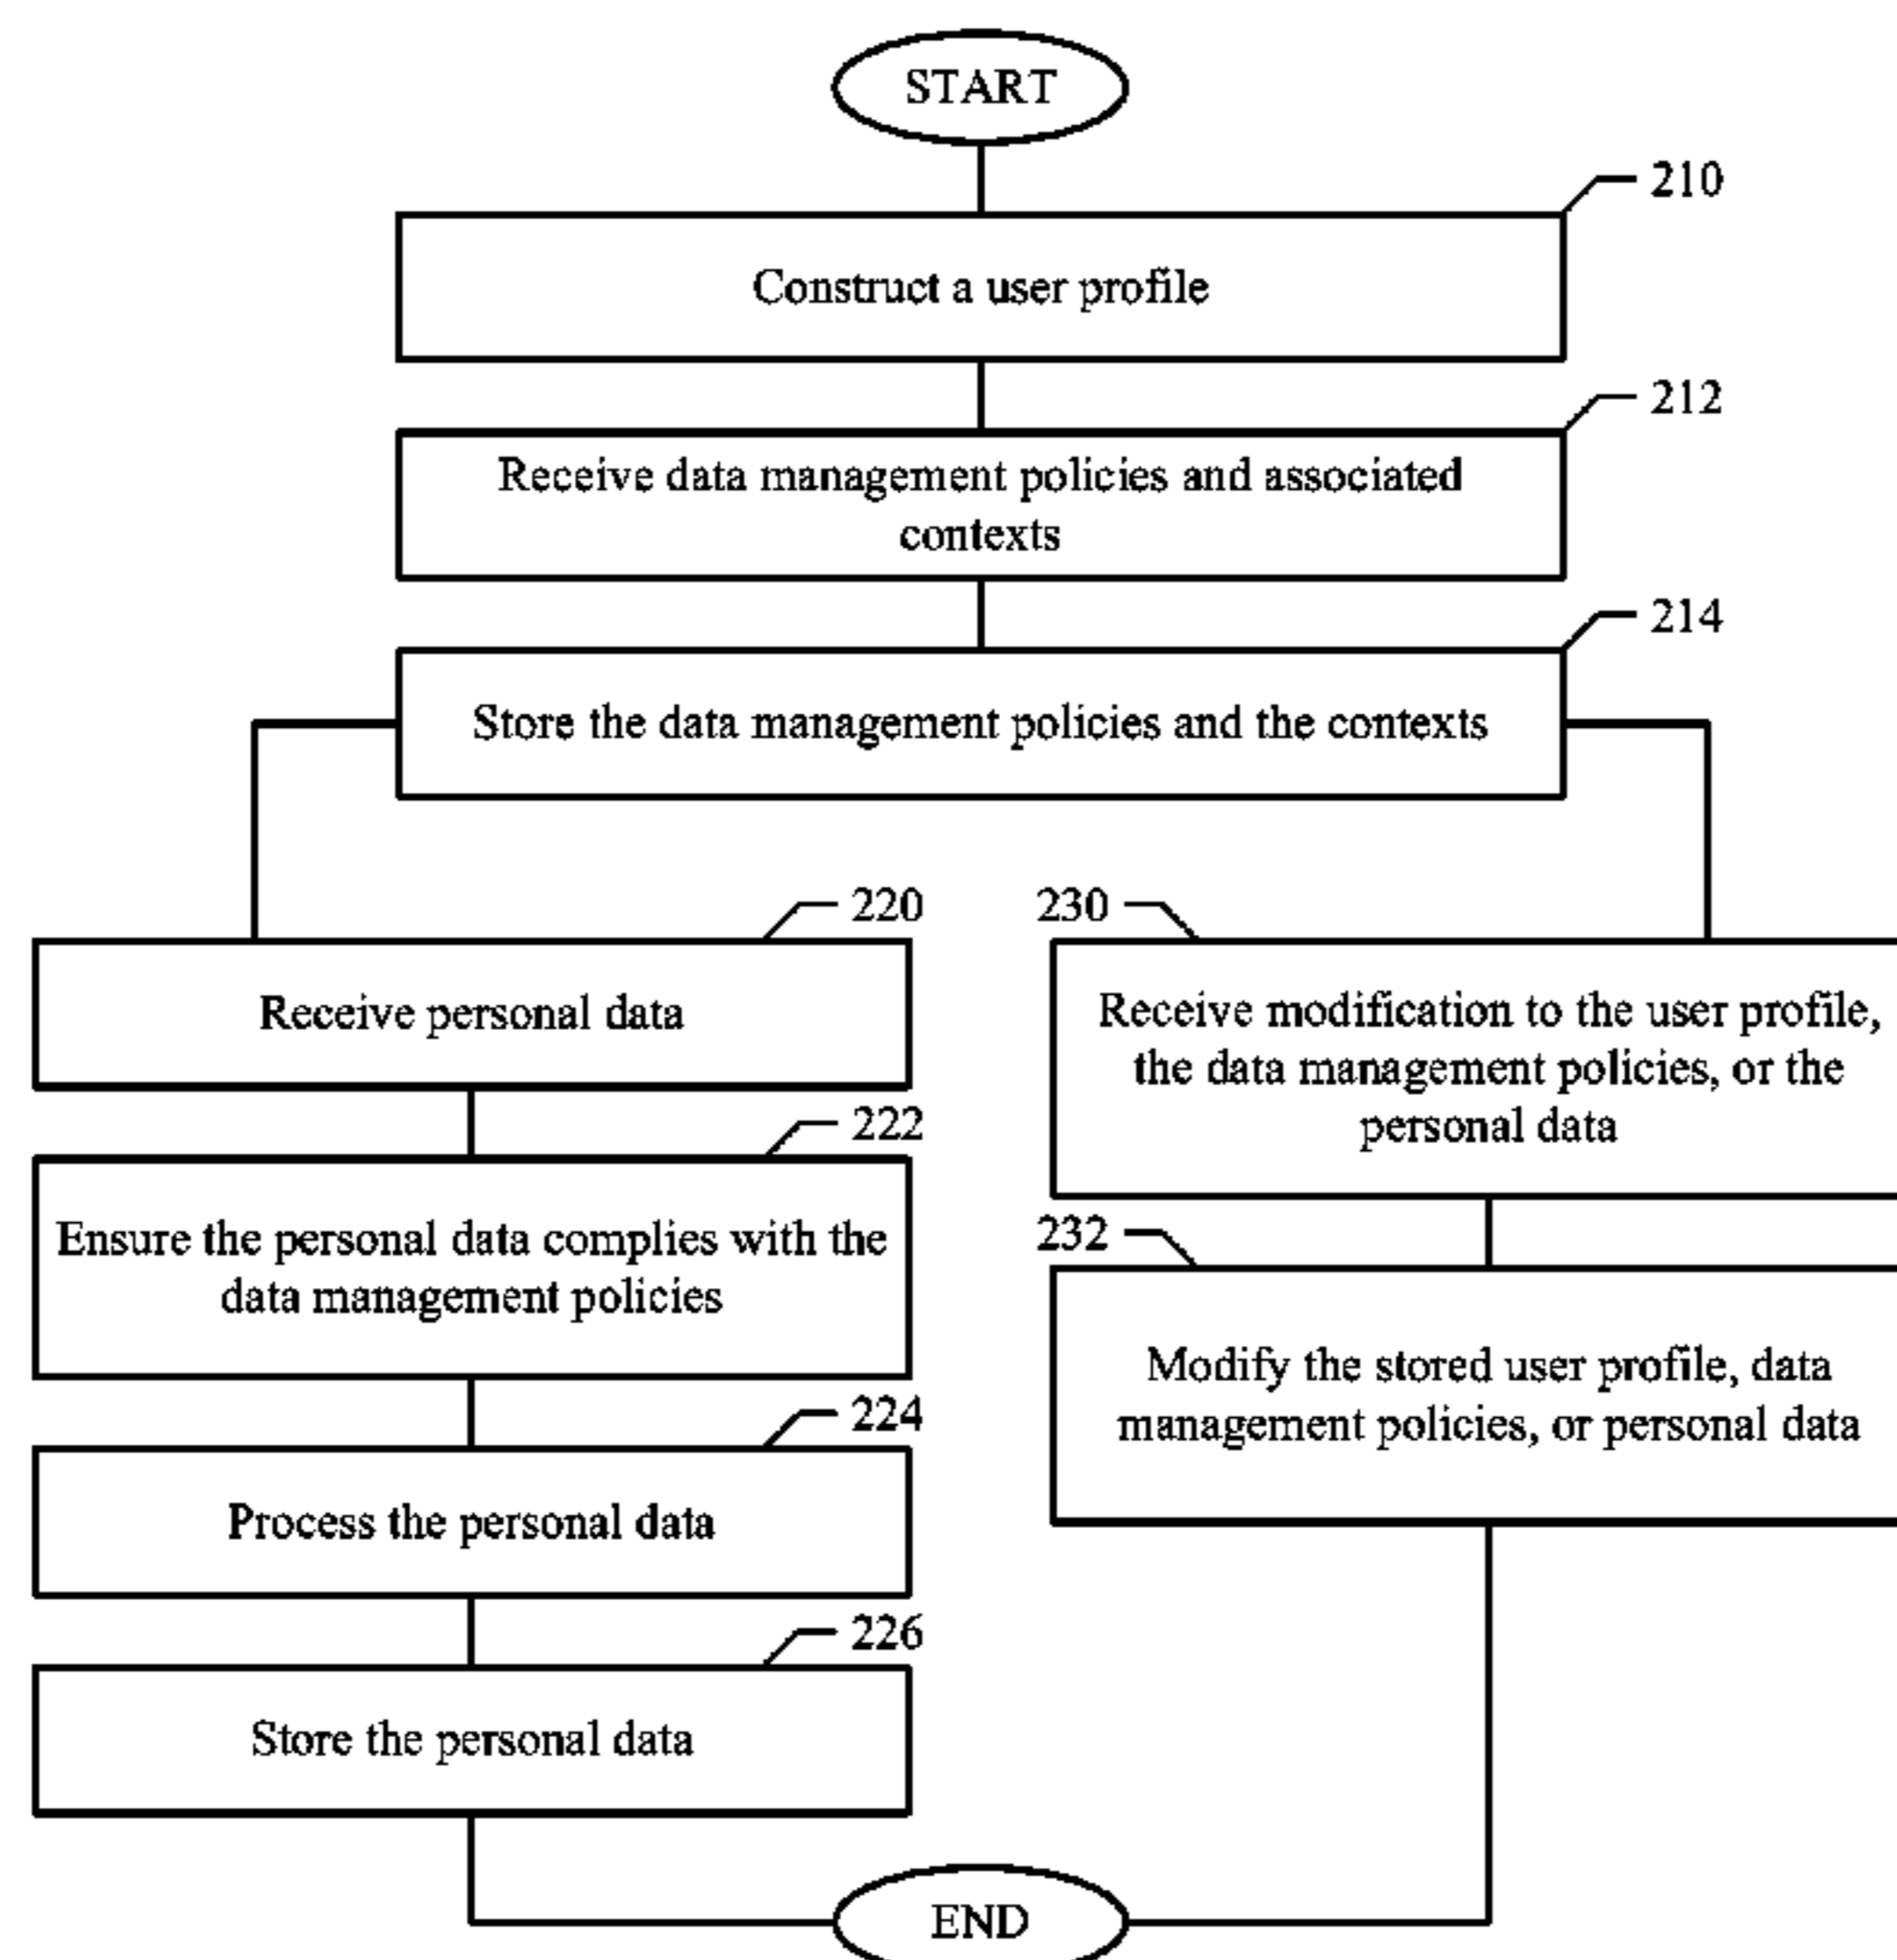 START
210
Construct a user profile
212
Receive data management policies and associated
contexts
214
Store the data management policies and the contexts
220
Receive personal data
222
Ensure the personal data complies with the
data management policies
224
Process the personal data
226
Store the personal data
230
Receive modification to the user profile,
the data management policies, or the
personal data
232
Modify the stored user profile, data
management policies, or personal data
END